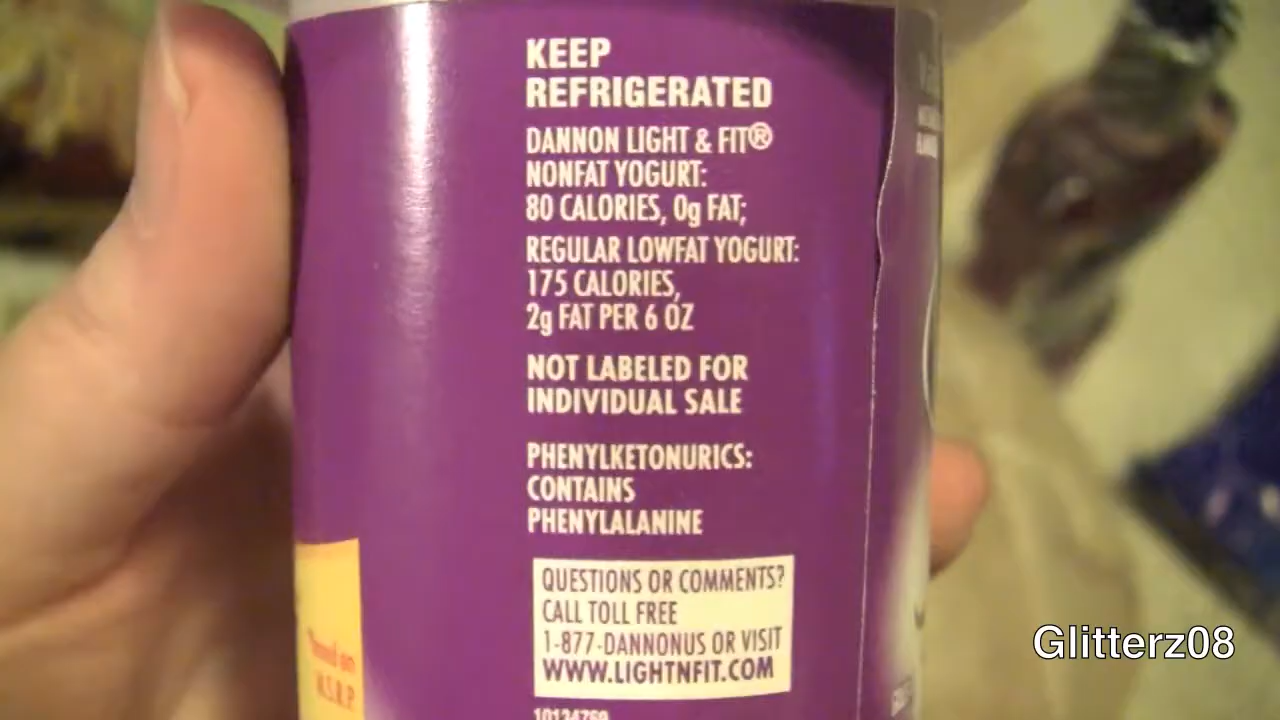 KEEP
REFRIGERATED
DANNON LIGHT & FIT®
NONFAT YOGURT:
80 CALORIES, 0g FAT;
REGULAR LOWFAT YOGURT:
175 CALORIES,
2g FAT PER 6 OZ
NOT LABELED FOR
INDIVIDUAL SALE
PHENYLKETONURICS:
CONTAINS
PHENYLALANINE
QUESTIONS OR COMMENTS?
CALL TOLL FREE
1-877-DANNONUS OR VISIT
WWW.LIGHTNFIT.COM
on
M.S.R.P.
Glitterz08